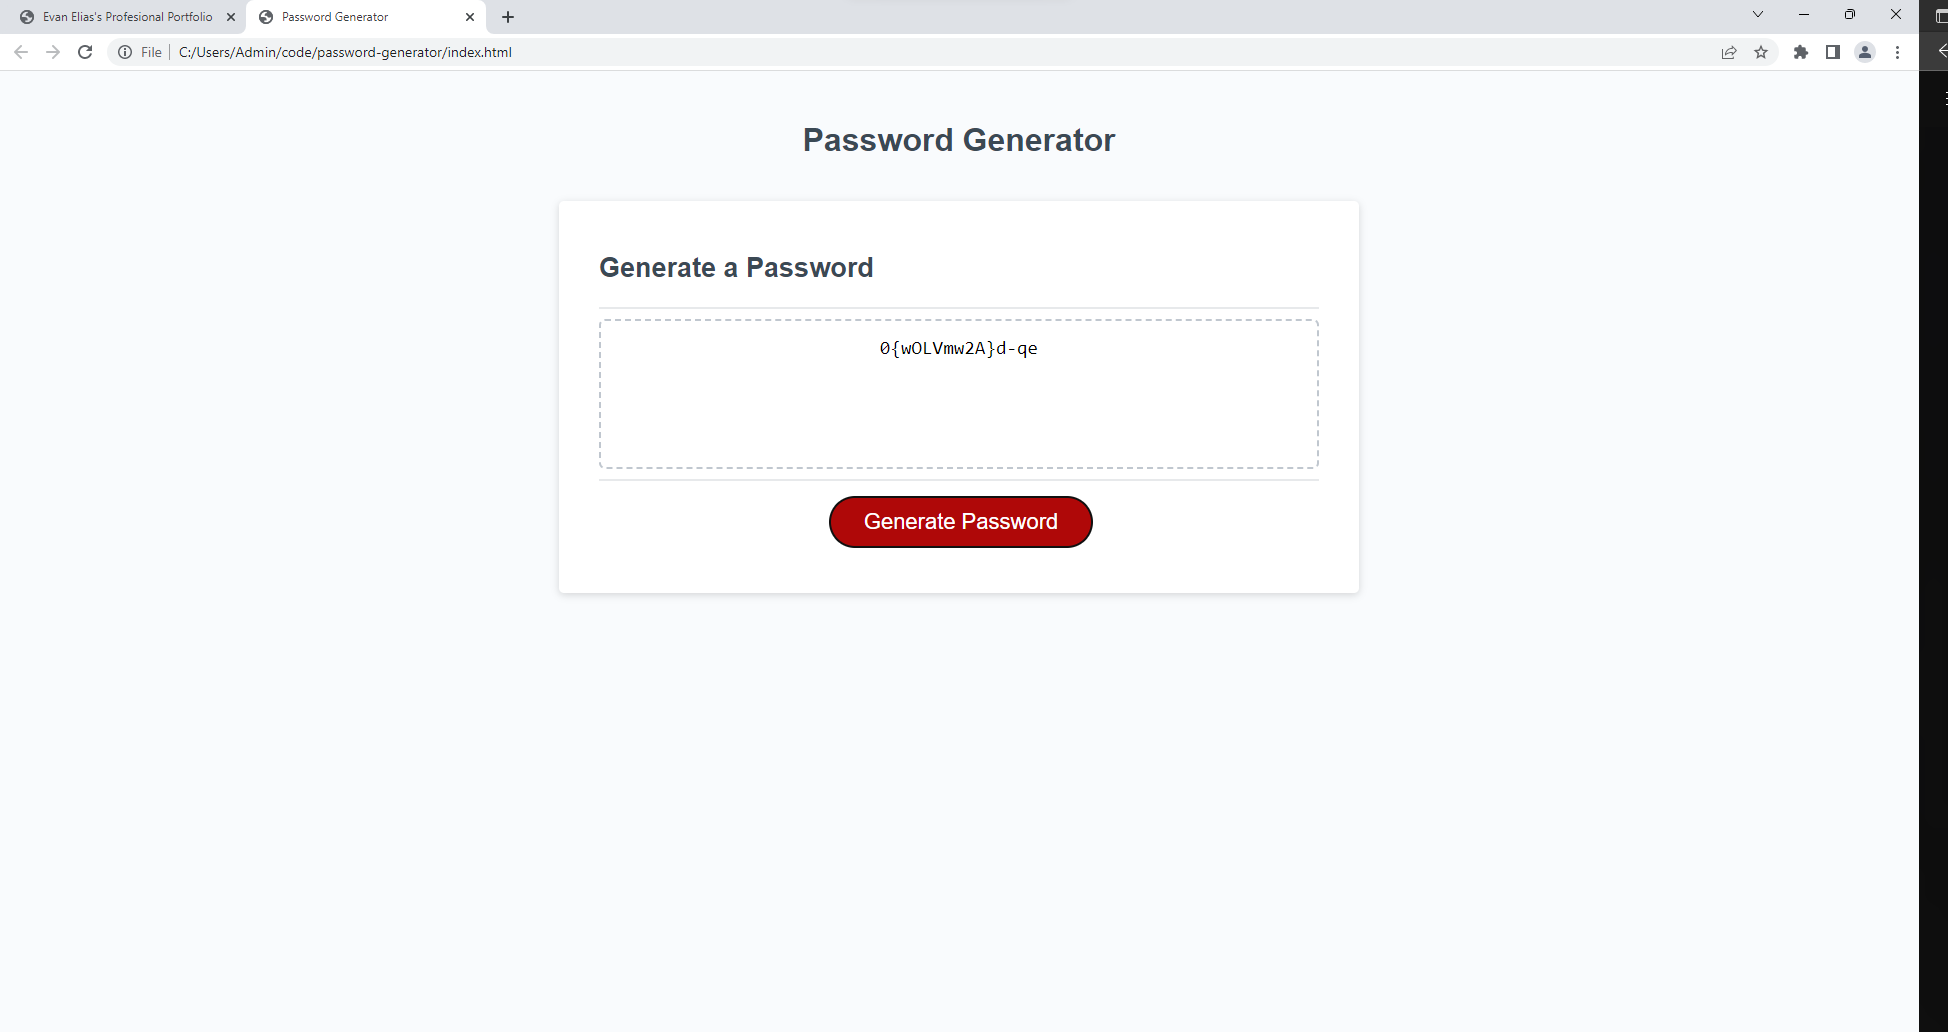 Evan Elias's Profesional Portfolio
Password Generator
File
C:/Users/Admin/code/password-generator/index.html
Password Generator
Generate a Password
0{wOLVmw2A}d-qe
Generate Password